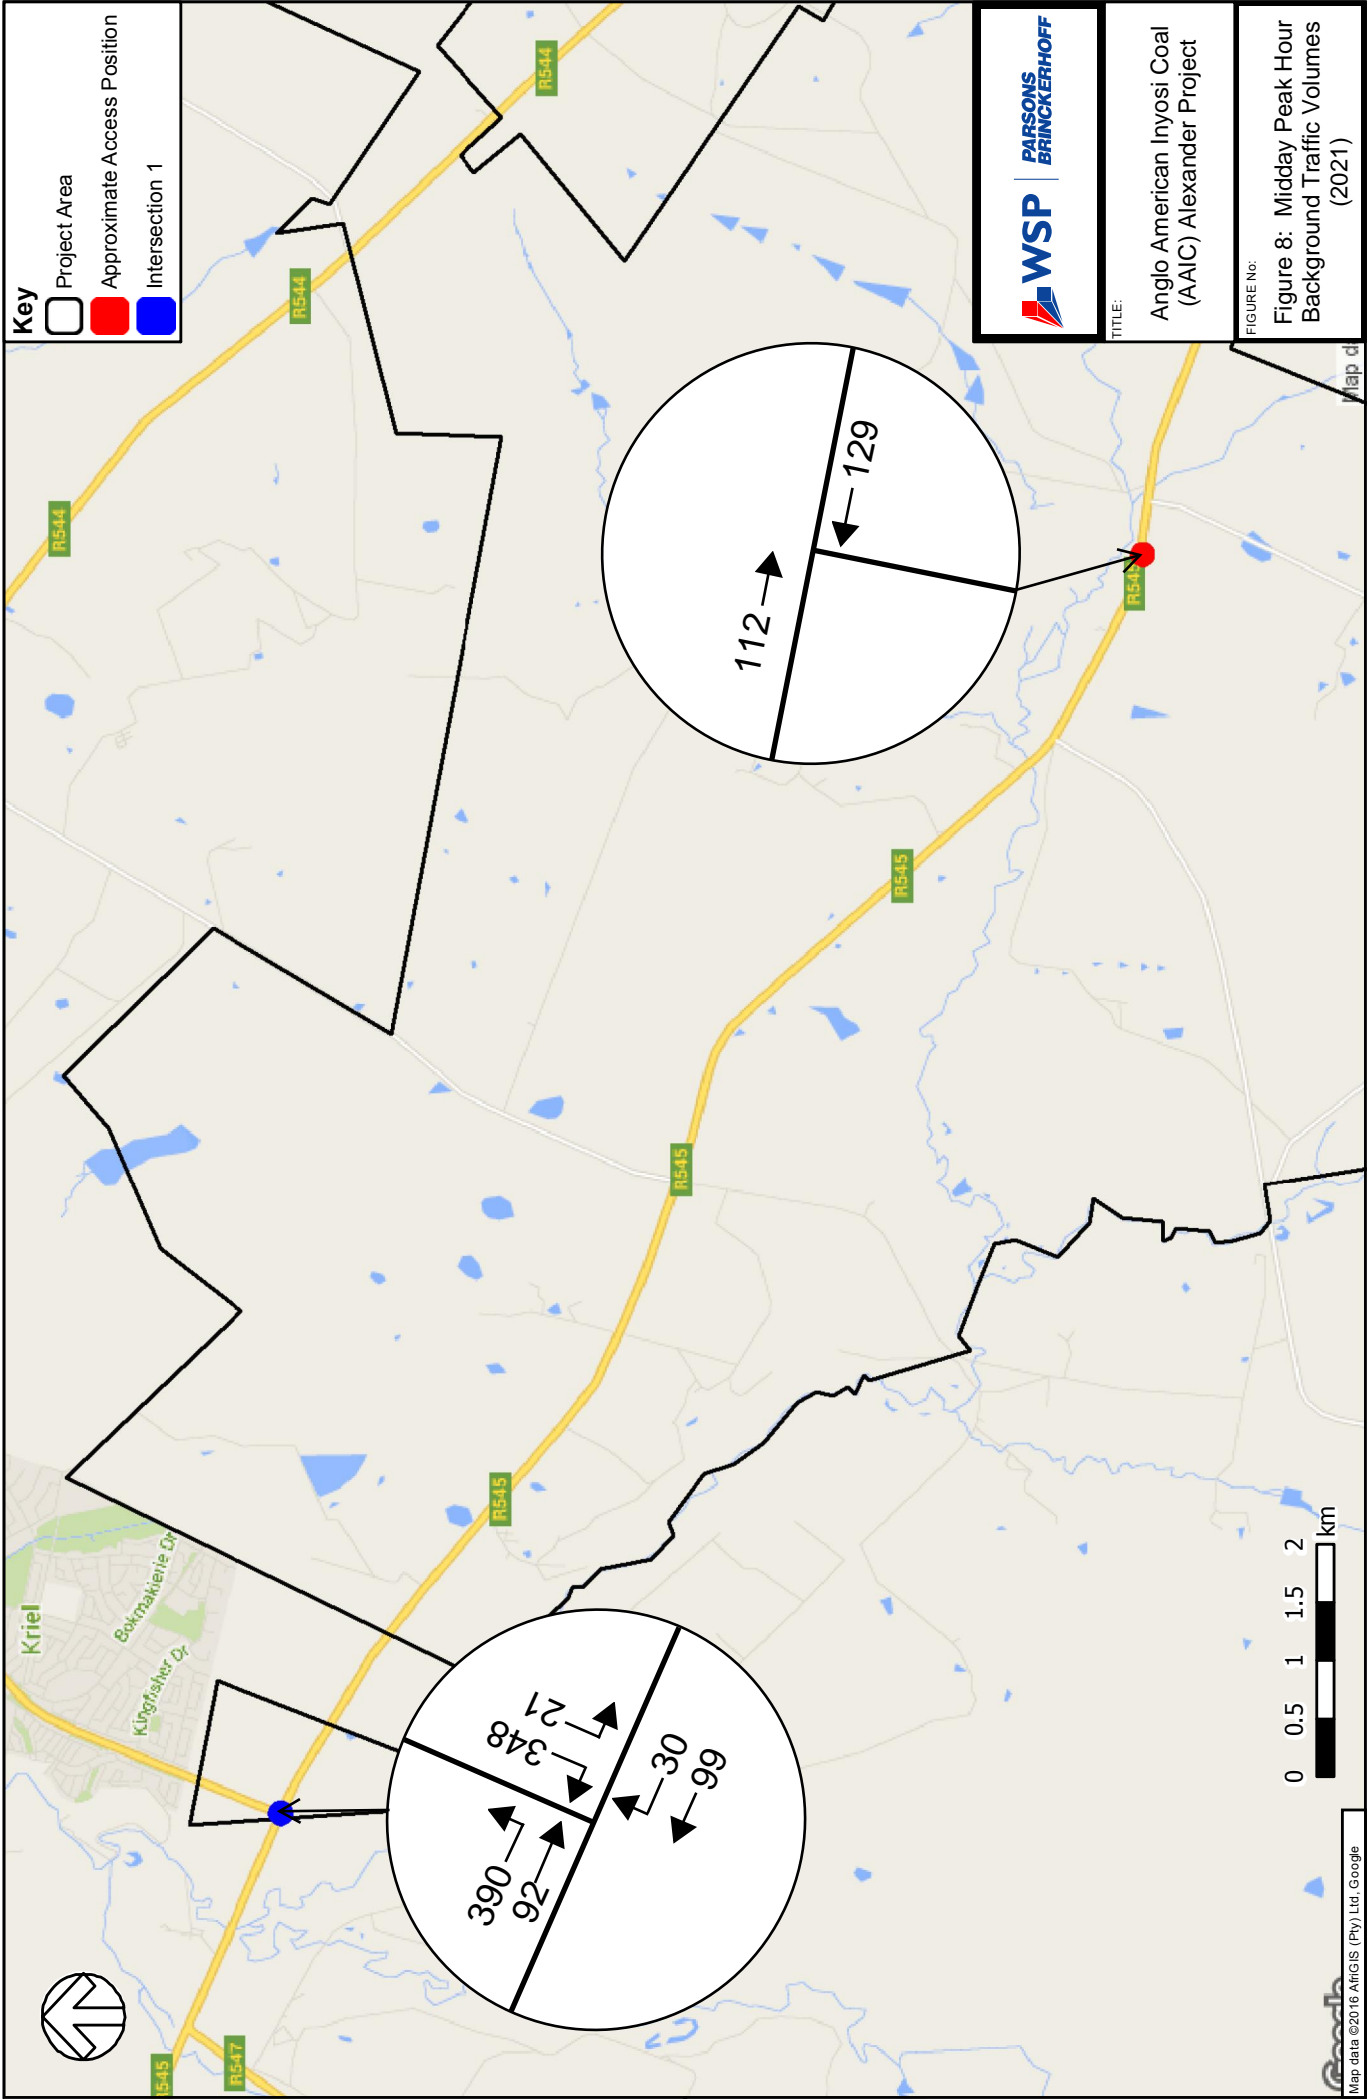 Key
Project Area
Approximate Access Position
Intersection 1
R544
R544
R544
Kriel
Bokmakierie Dr
Kingfisher Dr
R545
R547
R545
R545
R545
390
92
348
21
30
99
112
129
0 0.5 1 1.5 2
km
WSP
PARSONS
BRINCKERHOFF
TITLE:
Anglo American Inyosi Coal
(AAIC) Alexander Project
FIGURE No:
Figure 8: Midday Peak Hour
Background Traffic Volumes
(2021)
Map data ©2016 AfriGIS (Pty) Ltd, Google